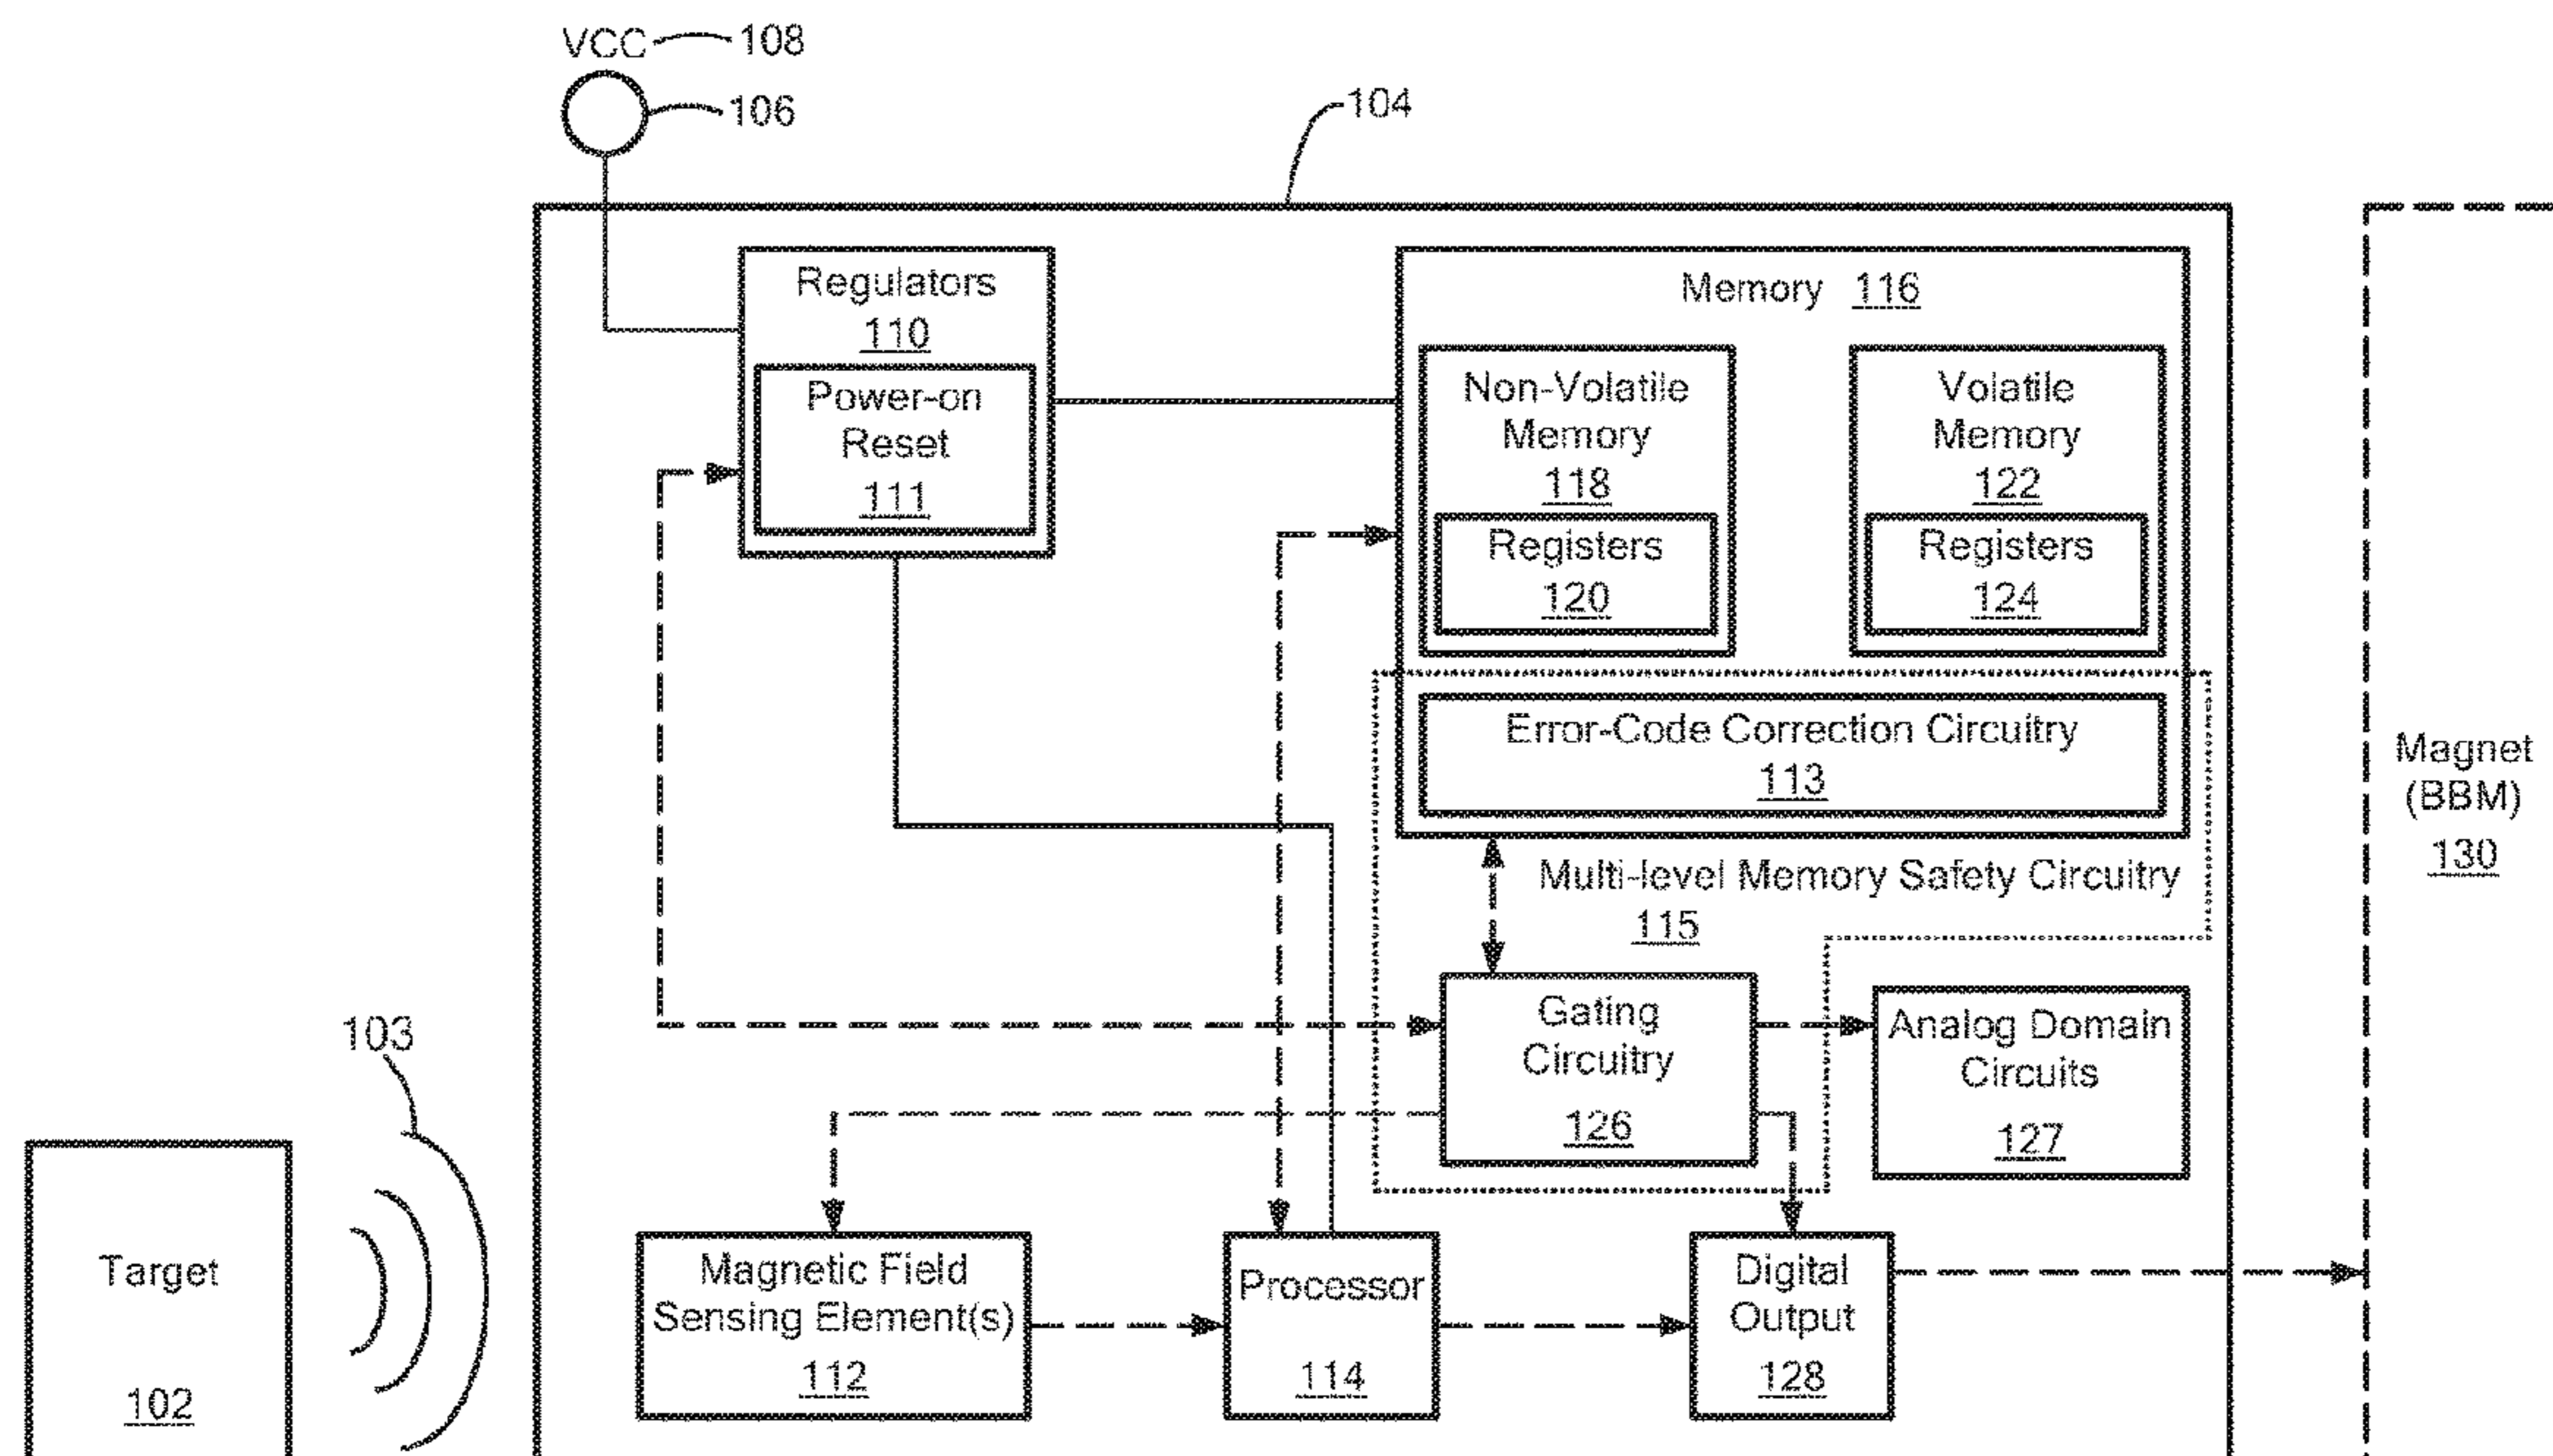 VCC 108
106
104
Regulators
110
Power-on
Reset
111
Memory 116
Non-Volatile
Memory
118
Registers
120
Volatile
Memory
122
Registers
124
Error-Code Correction Circuitry
113
Multi-level Memory Safety Circuitry
115
Magnet
(BBM)
130
Gating
Circuitry
126
Analog Domain
Circuits
127
103
Target
102
Magnetic Field
Sensing Element(s)
112
Processor
114
Digital
Output
128